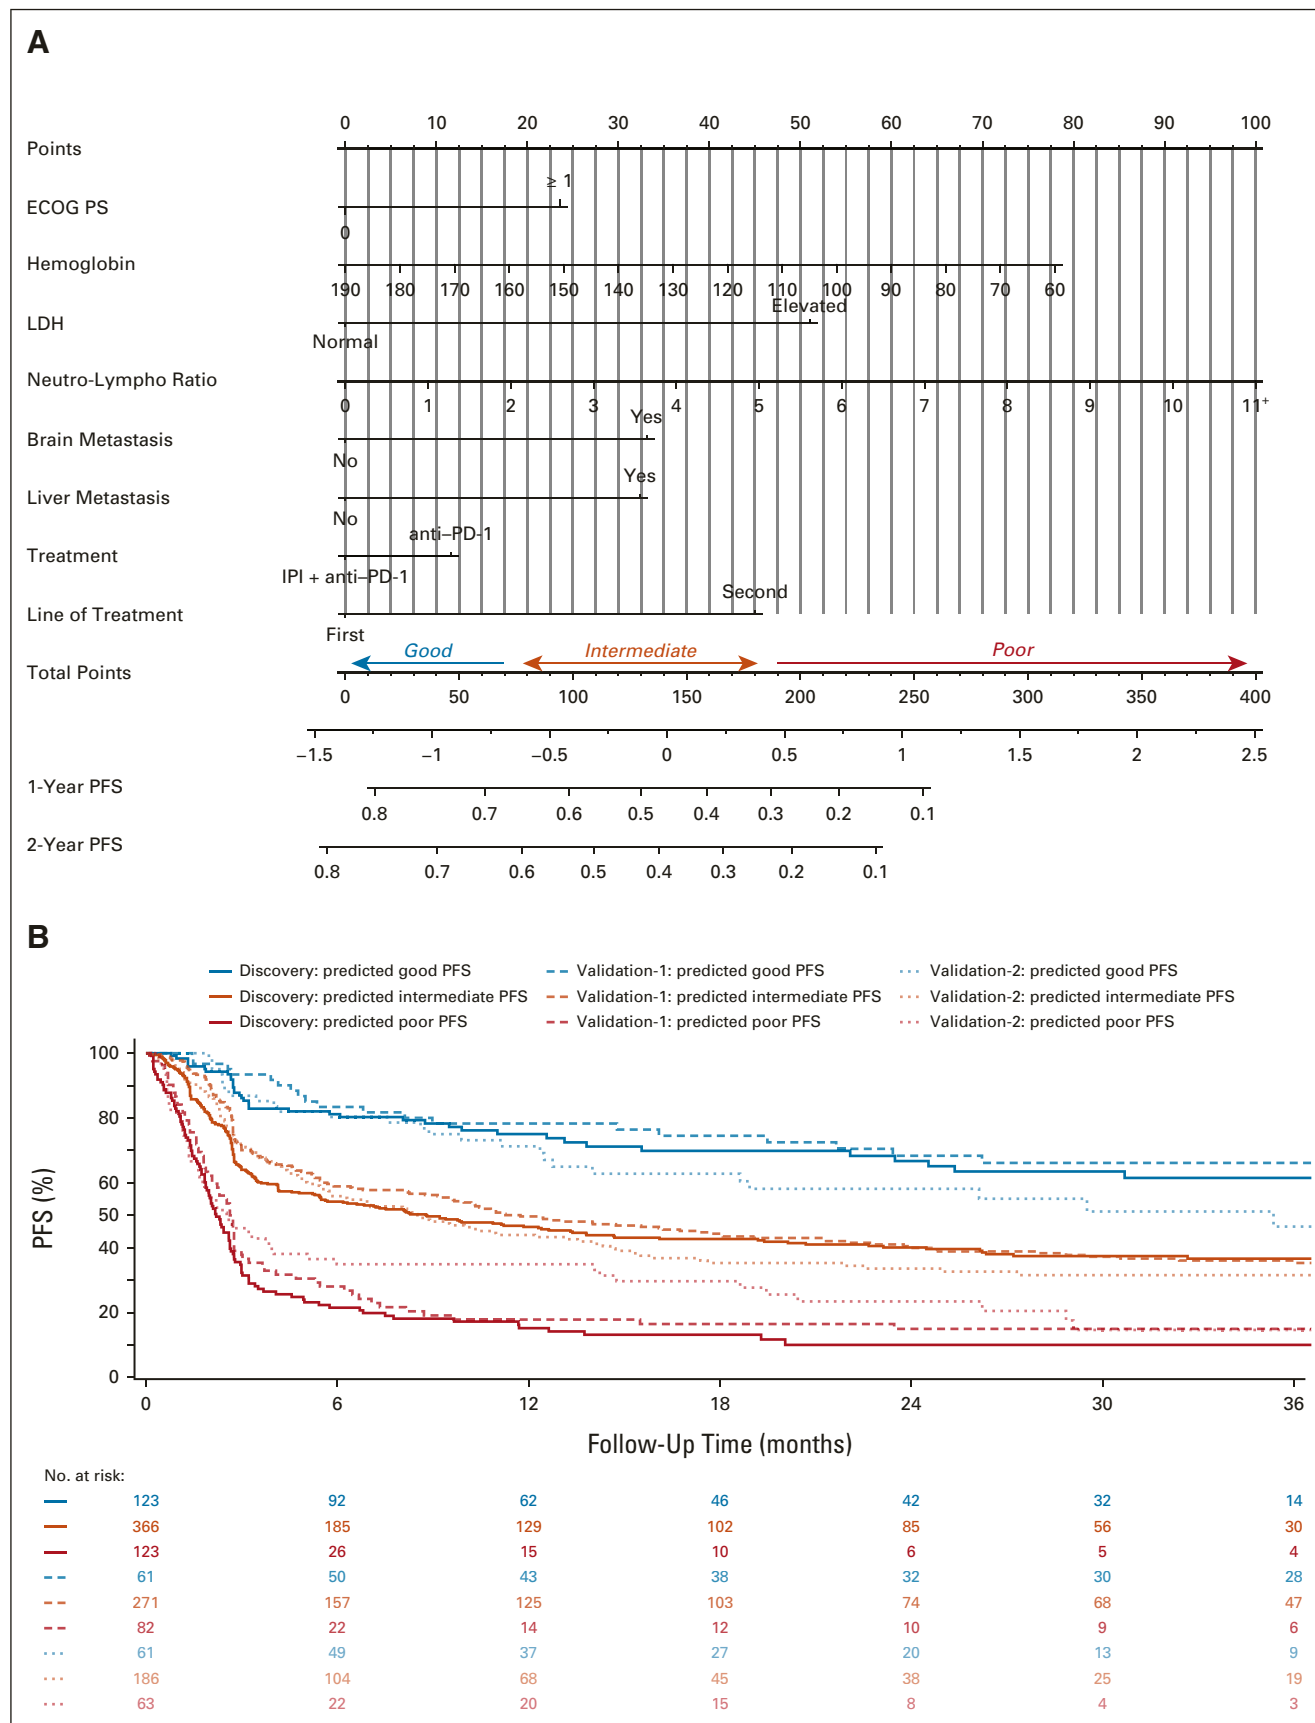 A
0 10 20 30 40 50 60 70 80 90 100
Points
≥ 1
ECOG PS
0
Hemoglobin
190 180 170 160 150 140 130 120 110 100 90 80 70 60
Elevated
LDH
Normal
Neutro-Lympho Ratio
0 1 2 3 4 5 6 7 8 9 10 11+
Yes
Brain Metastasis
No
Yes
Liver Metastasis
No
anti–PD-1
Treatment
IPI + anti–PD-1
Second
Line of Treatment
First
Good Intermediate Poor
Total Points
0 50 100 150 200 250 300 350 400
−1.5 −1 −0.5 0 0.5 1 1.5 2 2.5
1-Year PFS
0.8 0.7 0.6 0.5 0.4 0.3 0.2 0.1
2-Year PFS
0.8 0.7 0.6 0.5 0.4 0.3 0.2 0.1
B
Discovery: predicted good PFS Validation-1: predicted good PFS Validation-2: predicted good PFS
Discovery: predicted intermediate PFS Validation-1: predicted intermediate PFS Validation-2: predicted intermediate PFS
Discovery: predicted poor PFS Validation-1: predicted poor PFS Validation-2: predicted poor PFS
100
80
60
50
40
20
0
PFS (%)
0 6 12 18 24 30 36
Follow-Up Time (months)
No. at risk:
123 92 62 46 42 32 14
366 185 129 102 85 56 30
123 26 15 10 6 5 4
61 50 43 38 32 30 28
271 157 125 103 74 68 47
82 22 14 12 10 9 6
61 49 37 27 20 13 9
186 104 68 45 38 25 19
63 22 20 15 8 4 3